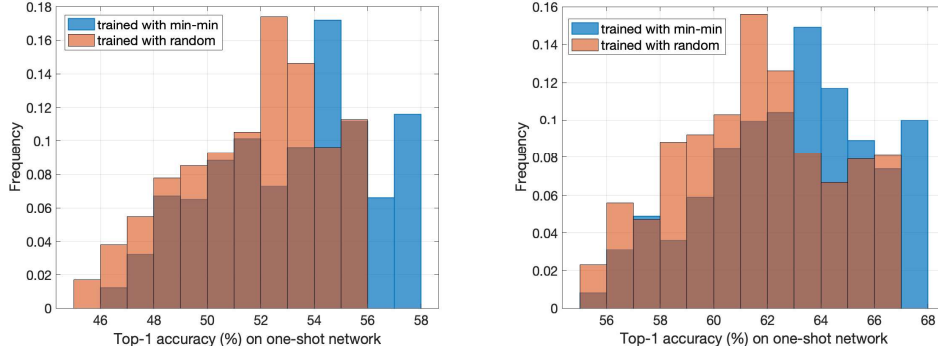 0.18
0.16
0.14
0.12
0.1
0.08
0.06
0.04
0.02
0
Frequency
trained with min-min
trained with random
46 48 50 52 54 56 58
Top-1 accuracy (%) on one-shot network
0.16
0.14
0.12
0.1
0.08
0.06
0.04
0.02
0
Frequency
trained with min-min
trained with random
56 58 60 62 64 66 68
Top-1 accuracy (%) on one-shot network